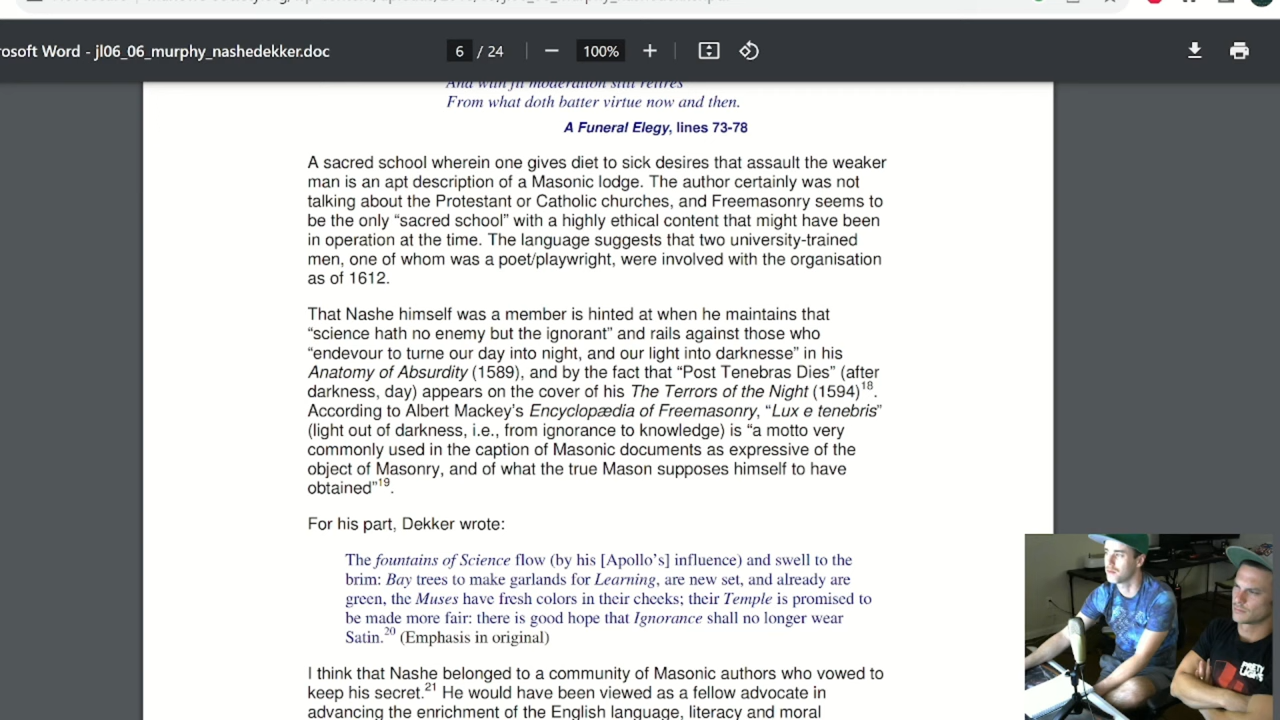 rosoft Word - jl06_06_murphy_nashedekker.doc
6 / 24
100%
And with fit moderation still retires
From what doth batter virtue now and then.
A Funeral Elegy, lines 73-78
A sacred school wherein one gives diet to sick desires that assault the weaker
man is an apt description of a Masonic lodge. The author certainly was not
talking about the Protestant or Catholic churches, and Freemasonry seems to
be the only “sacred school” with a highly ethical content that might have been
in operation at the time. The language suggests that two university-trained
men, one of whom was a poet/playwright, were involved with the organisation
as of 1612.
That Nashe himself was a member is hinted at when he maintains that
“science hath no enemy but the ignorant” and rails against those who
“endevour to turne our day into night, and our light into darknesse” in his
Anatomy of Absurdity (1589), and by the fact that “Post Tenebras Dies” (after
darkness, day) appears on the cover of his The Terrors of the Night (1594)18.
According to Albert Mackey’s Encyclopædia of Freemasonry, “Lux e tenebris”
(light out of darkness, i.e., from ignorance to knowledge) is “a motto very
commonly used in the caption of Masonic documents as expressive of the
object of Masonry, and of what the true Mason supposes himself to have
obtained”19.
For his part, Dekker wrote:
The fountains of Science flow (by his [Apollo’s] influence) and swell to the
brim: Bay trees to make garlands for Learning, are new set, and already are
green, the Muses have fresh colors in their cheeks; their Temple is promised to
be made more fair: there is good hope that Ignorance shall no longer wear
Satin.20 (Emphasis in original)
I think that Nashe belonged to a community of Masonic authors who vowed to
keep his secret.21 He would have been viewed as a fellow advocate in
advancing the enrichment of the English language, literacy and moral